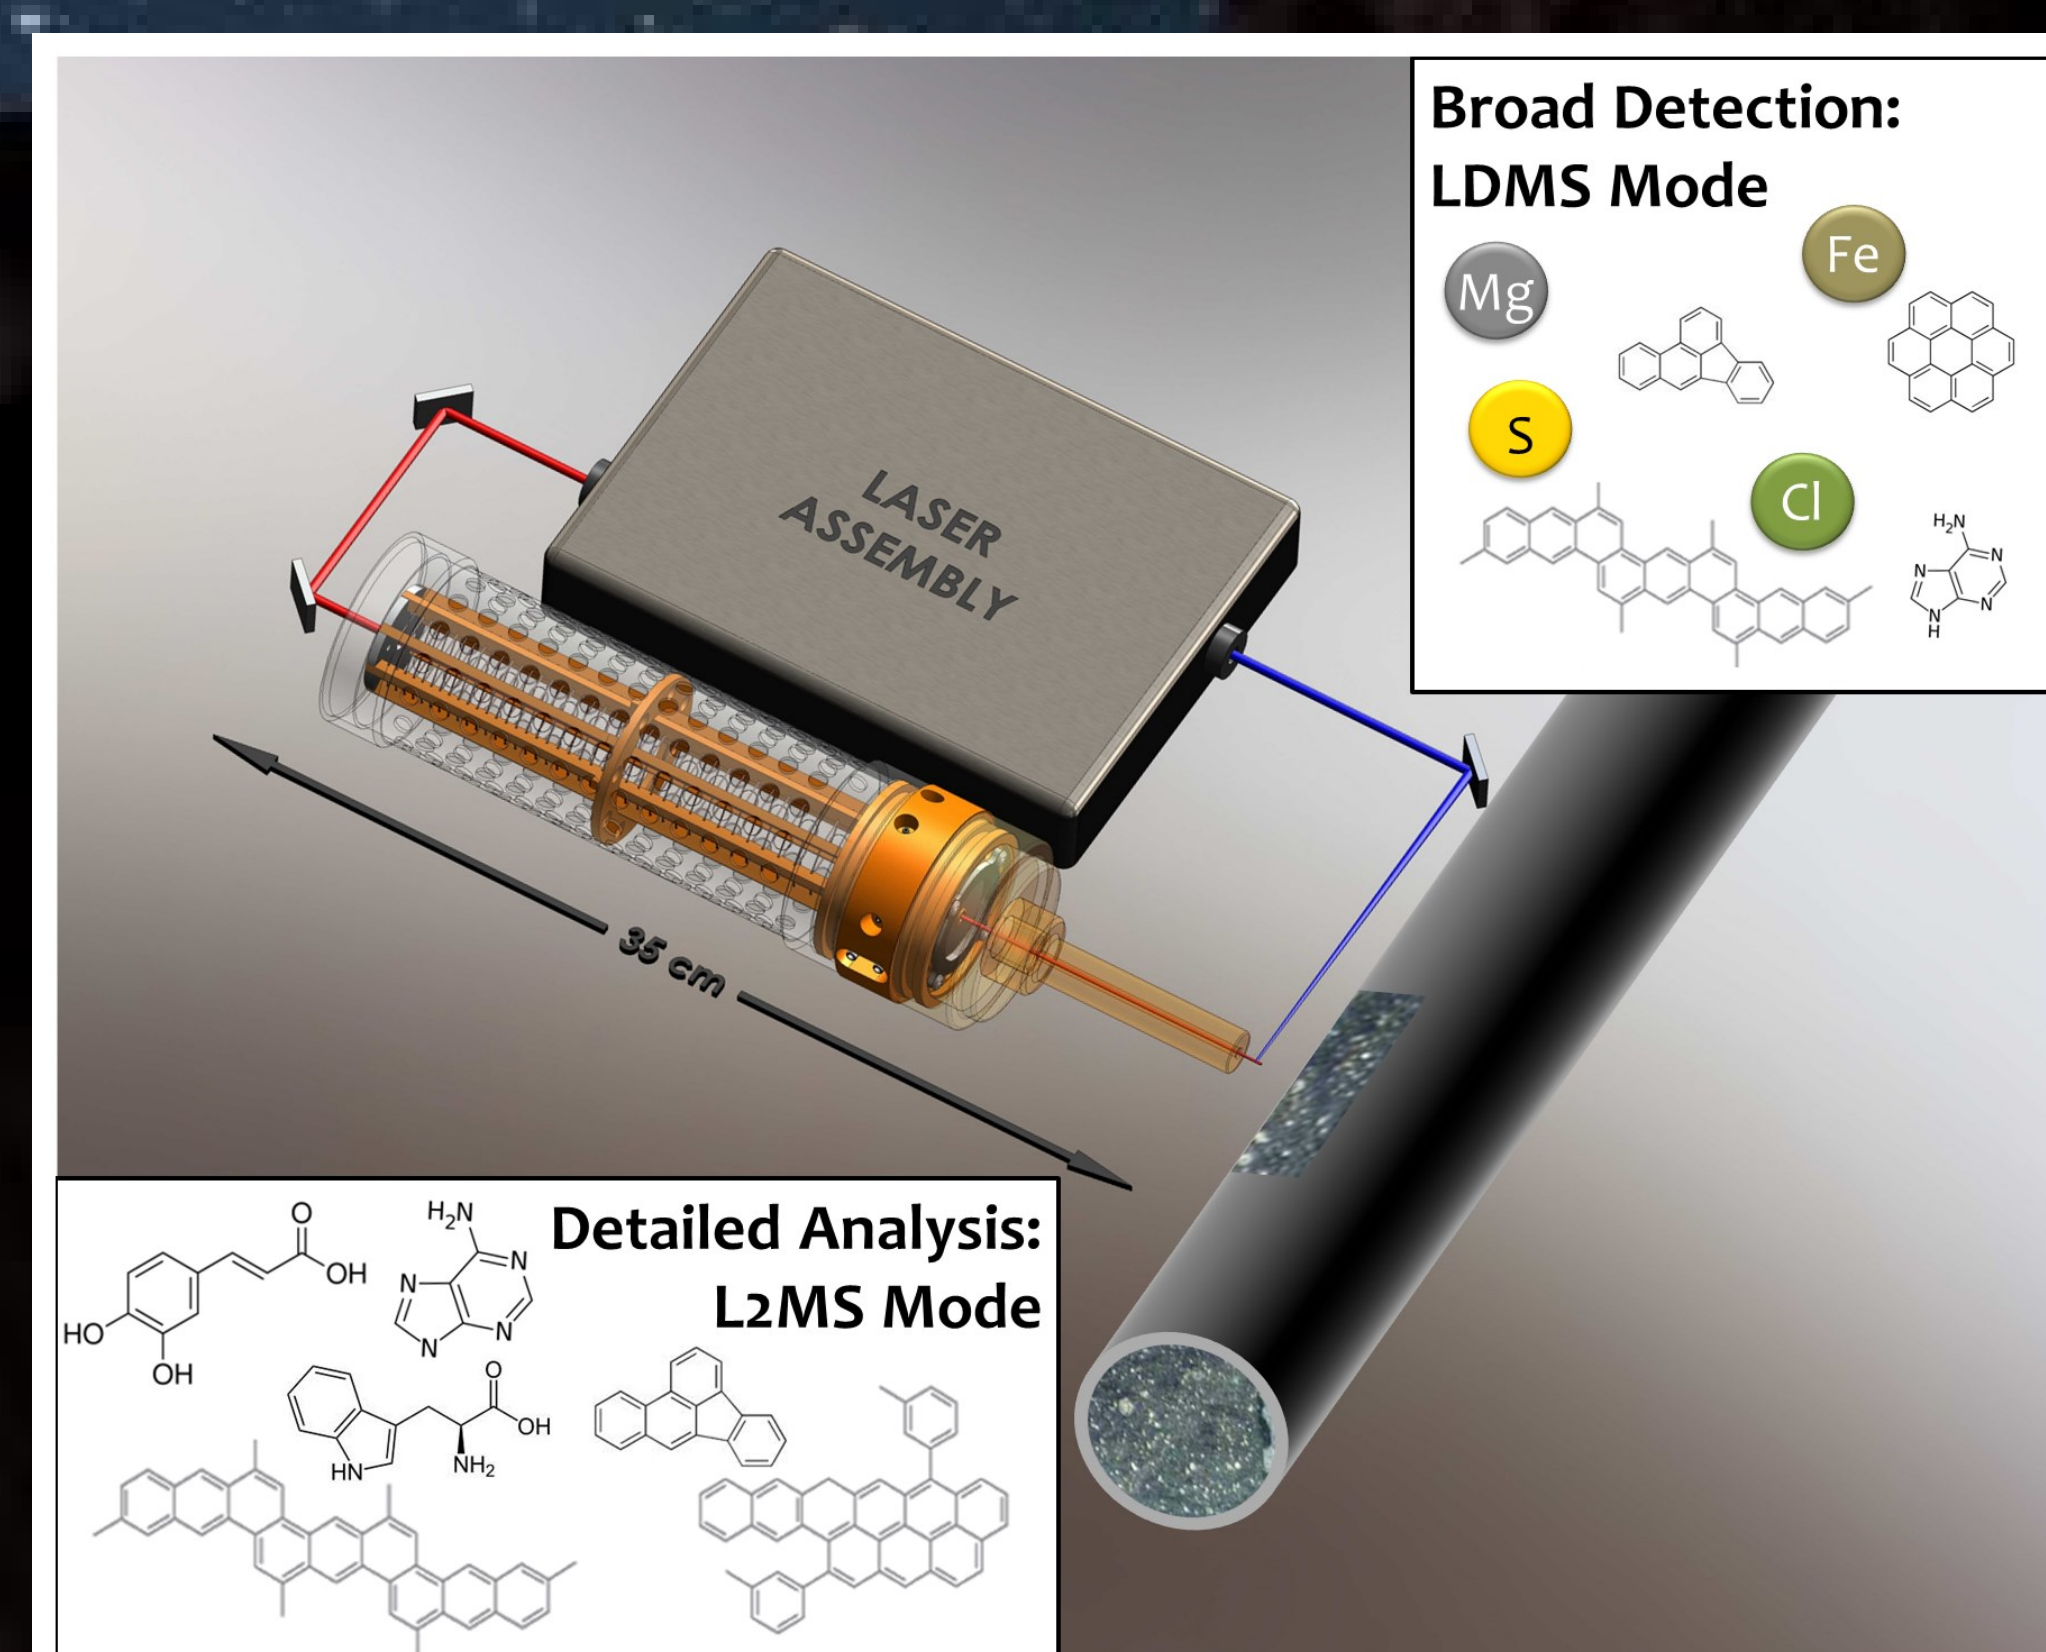 Broad Detection:
LDMS Mode
Mg
Fe
S
Cl
H₂N
N
N
N
N
H
LASER
ASSEMBLY
35 cm
Detailed Analysis:
L2MS Mode
O
OH
HO
OH
H₂N
N
N
N
N
O
OH
NH₂
HN